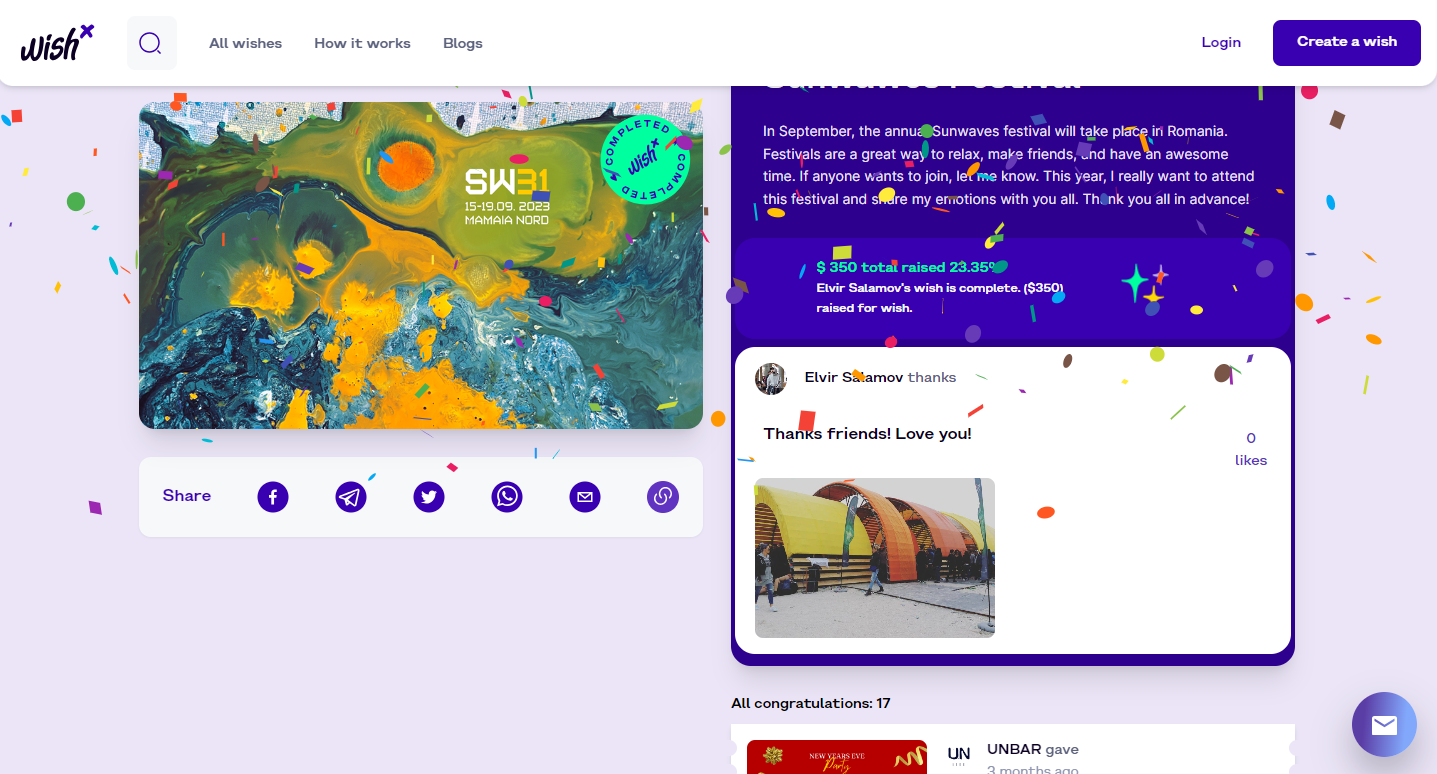 wish x
All wishes
How it works
Blogs
Login
Create a wish
Sunwaves Festival
COMPLETED
wish x
COMPLETED
SW31
15-19.09. 2023
MAMAIA NORD
Share
In September, the annual Sunwaves festival will take place in Romania.
Festivals are a great way to relax, make friends, and have an awesome
time. If anyone wants to join, let me know. This year, I really want to attend
this festival and share my emotions with you all. Thank you all in advance!
$ 350 total raised 23.35%
Elvir Salamov's wish is complete. ($350)
raised for wish.
Elvir Salamov thanks
Thanks friends! Love you!
0
likes
All congratulations: 17
NEW YEARS EVE
Party
UN
UNBAR gave
3 months ago